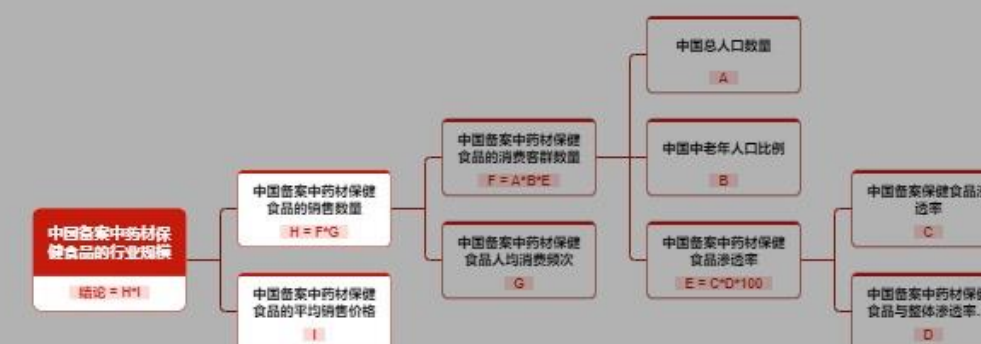 中国备案中药材保
健食品的行业规模
结论 = H*I
中国备案中药材保健
食品的销售数量
H = F*G
中国备案中药材保健
食品的平均销售价格
I
中国备案中药材保健
食品的消费客群数量
F = A*B*E
中国备案中药材保健
食品人均消费频次
G
中国总人口数量
A
中国中老年人口比例
B
中国备案中药材保健
食品渗透率
E = C*D*100
中国备案保健食品渗
透率
C
中国备案中药材保健
食品与整体渗透率...
D